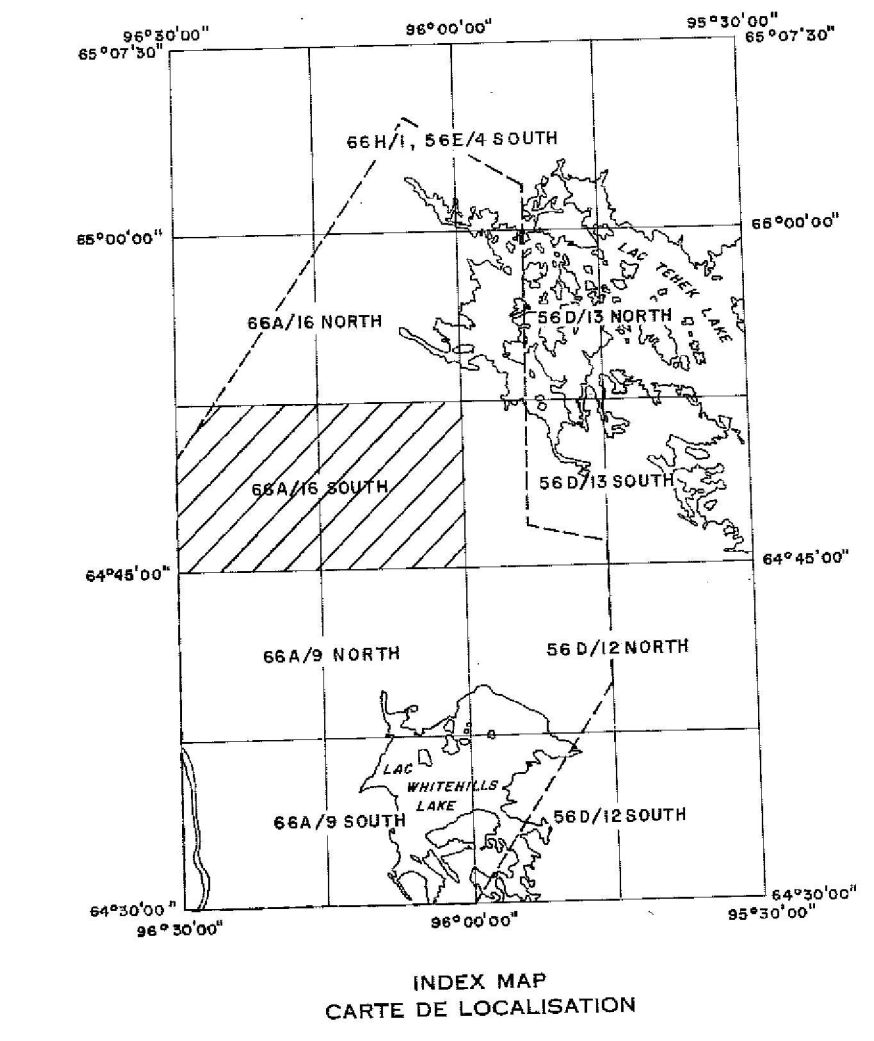 96°30'00" 96°00'00" 95°30'00"
65°07'30" 65°07'30"
66H/1, 56E/4 SOUTH
65°00'00" 65°00'00"
LAC TEHEK LAKE
66A/16 NORTH 56D/13 NORTH
66A/16 SOUTH 56D/13 SOUTH
64°45'00" 64°45'00"
66A/9 NORTH 56D/12 NORTH
LAC
WHITEHILLS
LAKE
66A/9 SOUTH 56D/12 SOUTH
64°30'00" 64°30'00"
96°30'00" 96°00'00" 95°30'00"
INDEX MAP
CARTE DE LOCALISATION